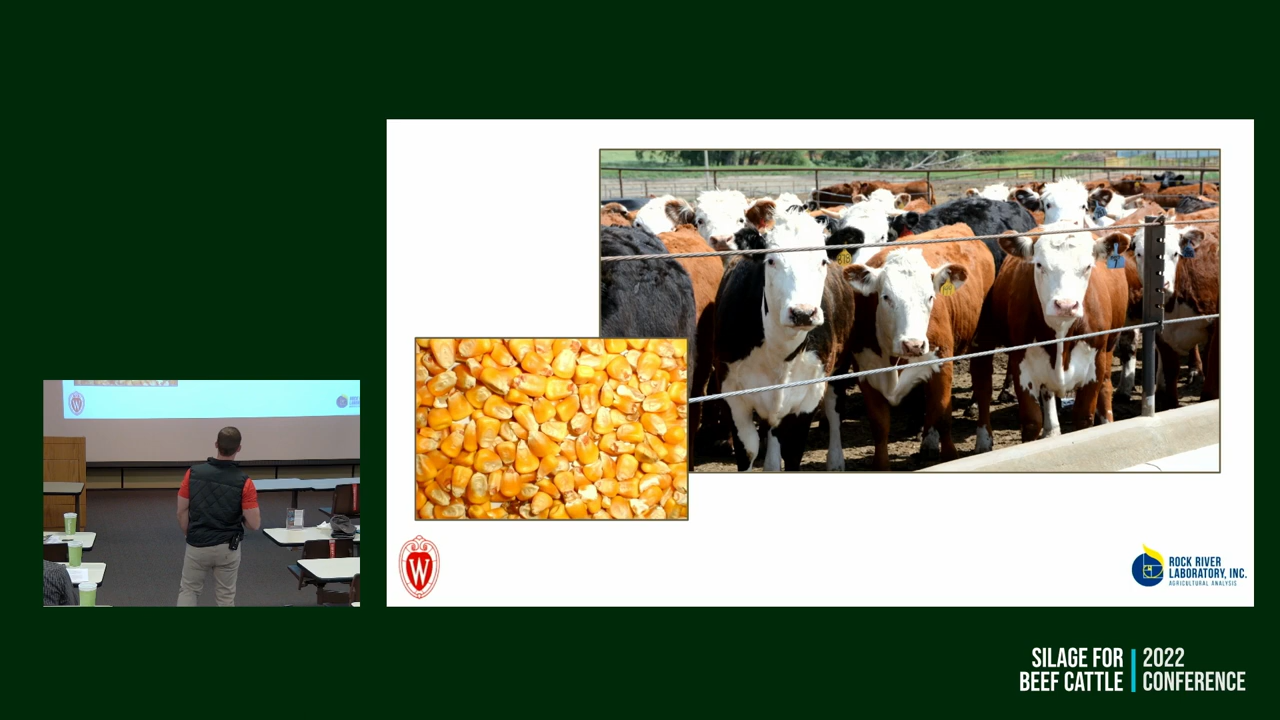 W
ROCK RIVER
LABORATORY, INC.
AGRICULTURAL ANALYSIS
SILAGE FOR
BEEF CATTLE
2022
CONFERENCE